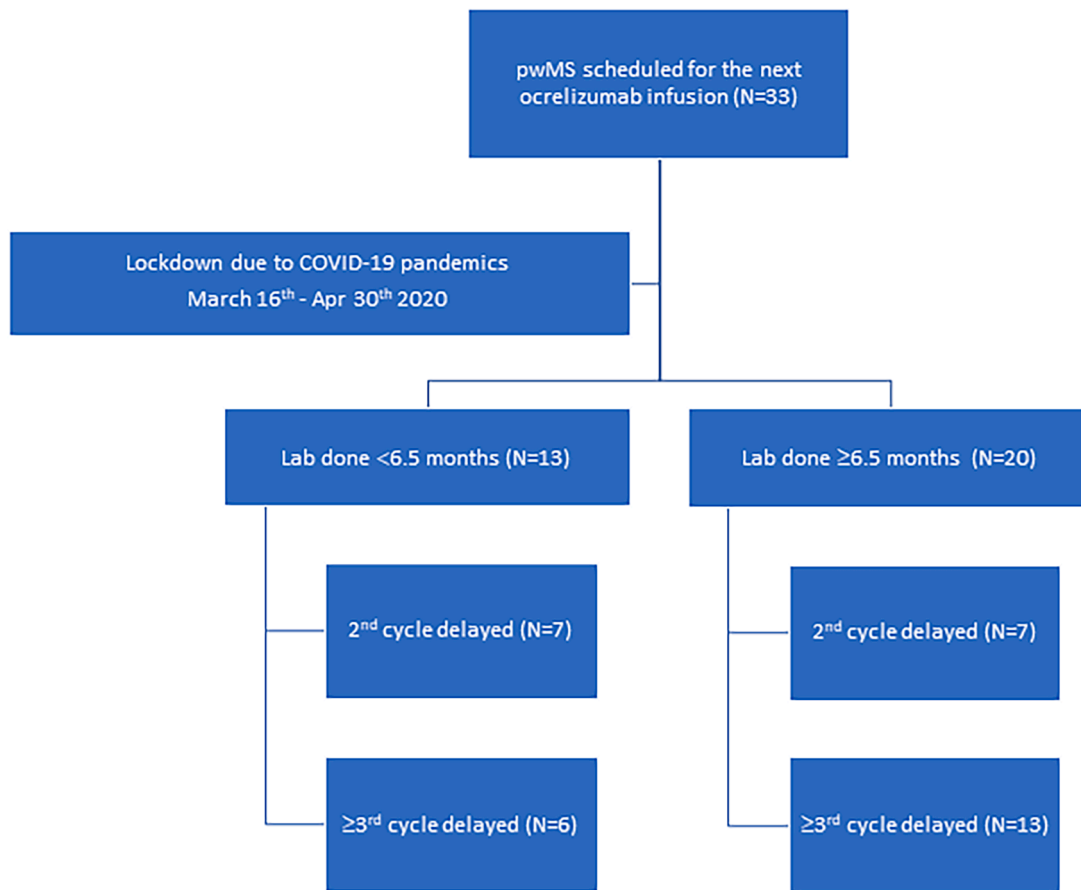 pwMS scheduled for the next
ocrelizumab infusion (N=33)
Lockdown due to COVID-19 pandemics
March 16th - Apr 30th 2020
Lab done <6.5 months (N=13)
Lab done ≥6.5 months (N=20)
2nd cycle delayed (N=7)
2nd cycle delayed (N=7)
≥3rd cycle delayed (N=6)
≥3rd cycle delayed (N=13)